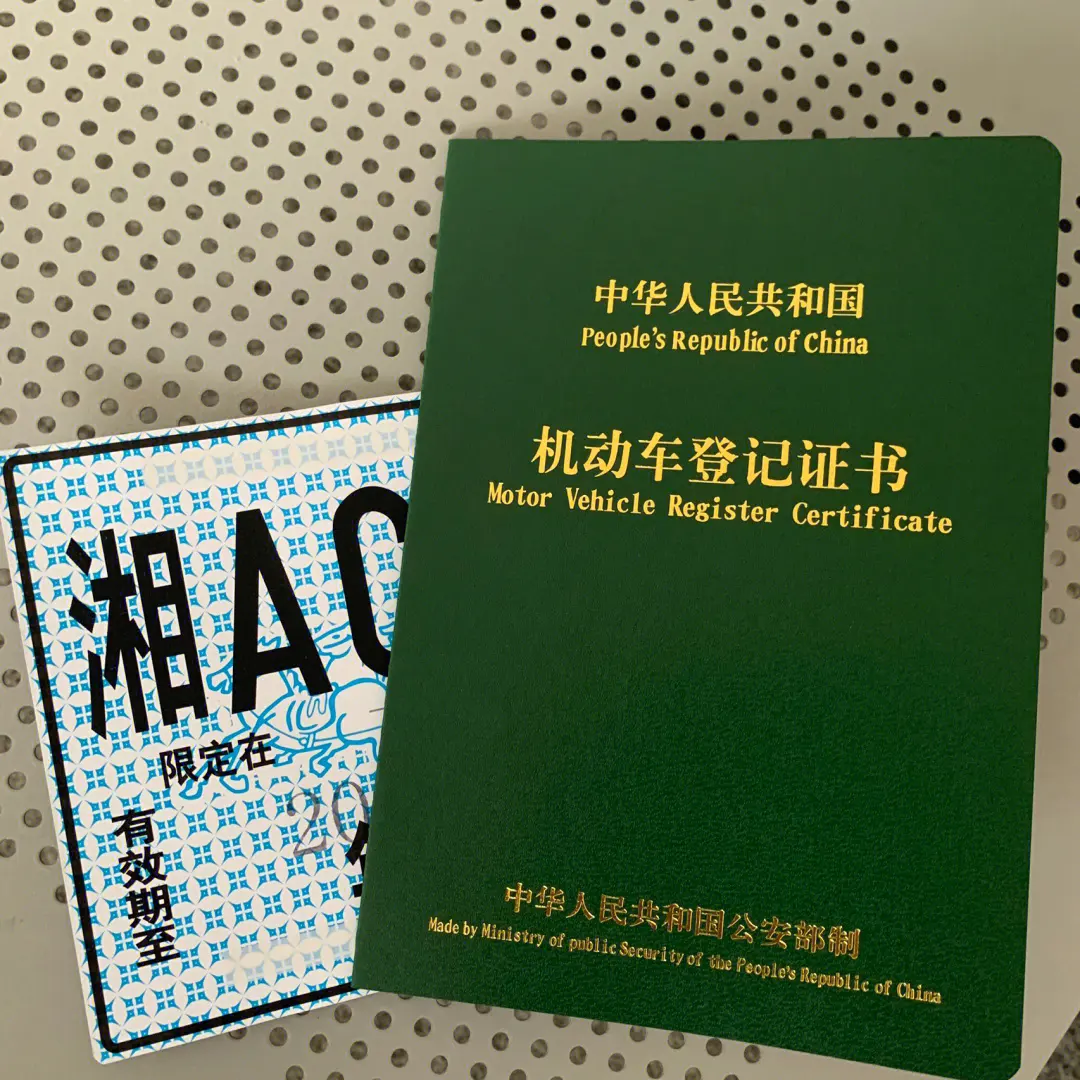 中华人民共和国
People's Republic of China
机动车登记证书
Motor Vehicle Register Certificate
中华人民共和国公安部制
Made by Ministry of public Security of the People's Republic of China
湘A
限定在
20
有效期至